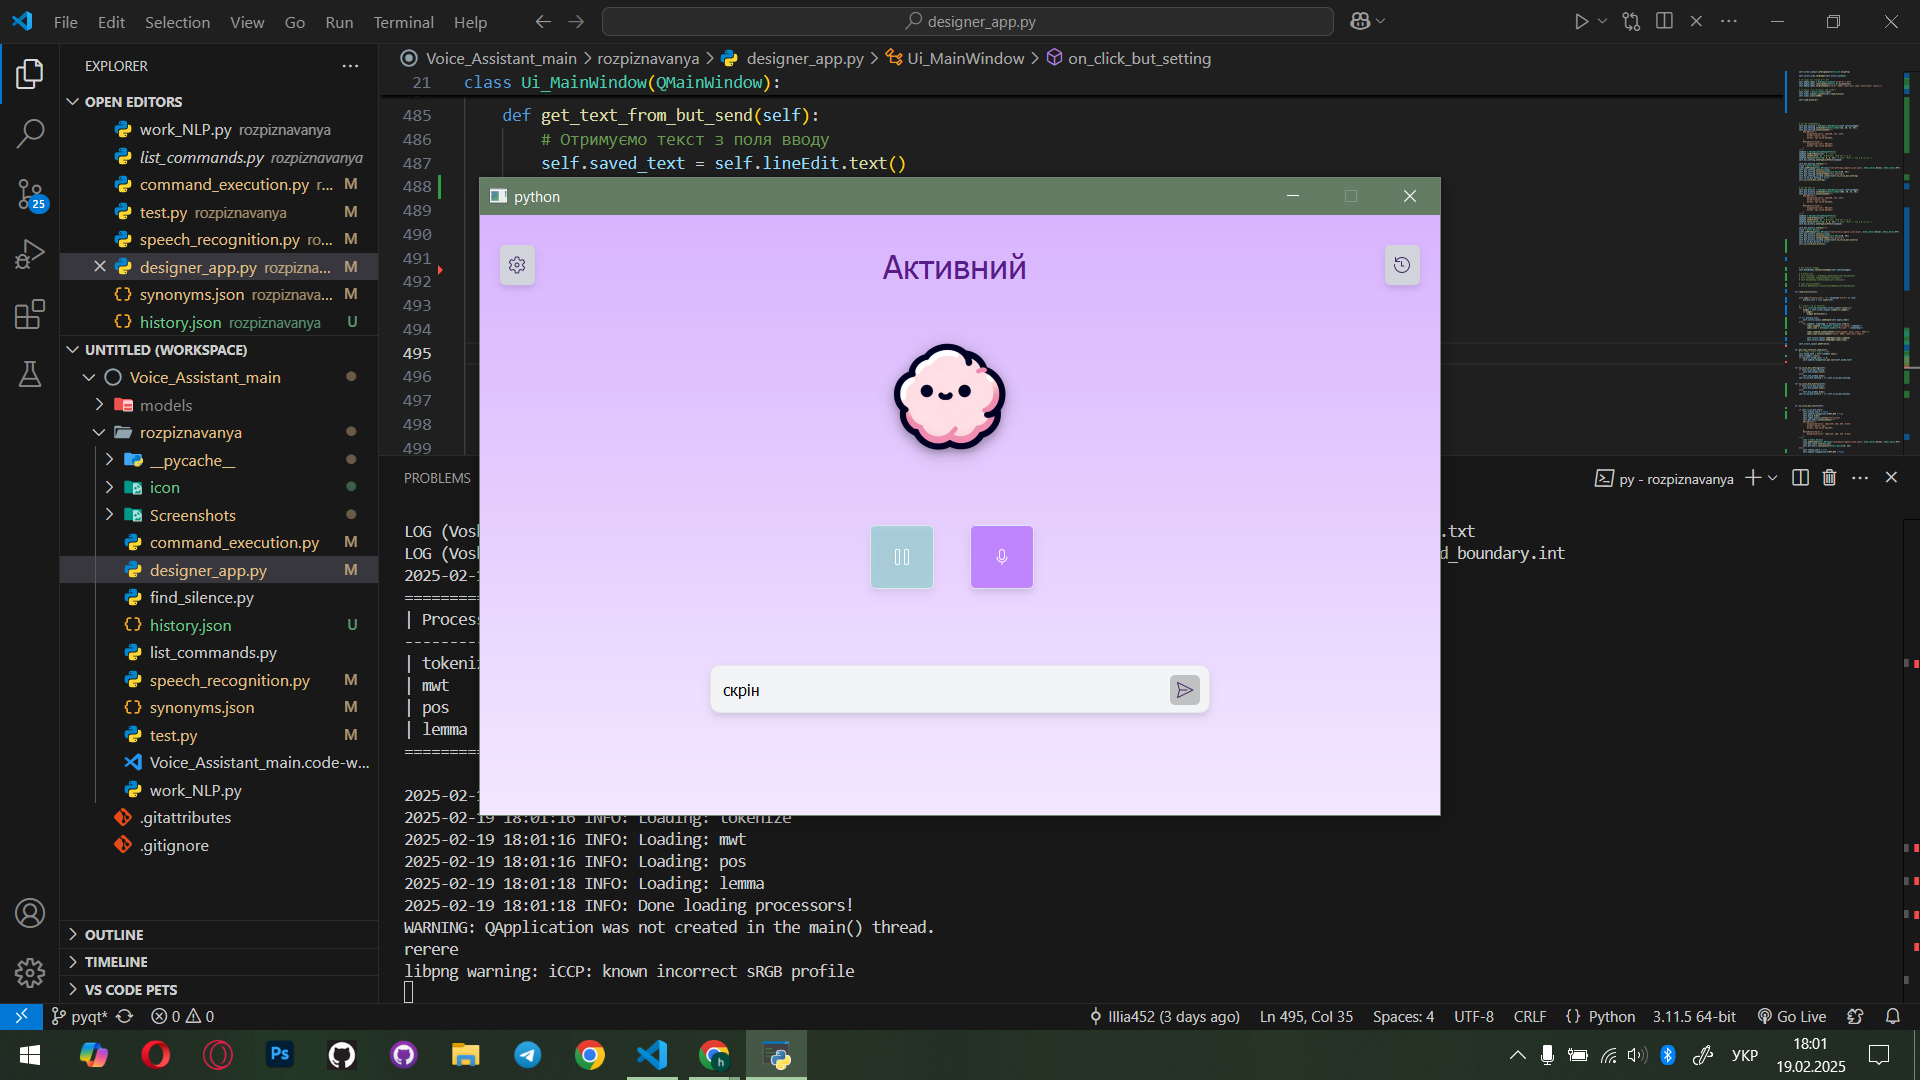 File Edit Selection View Go Run Terminal Help
designer_app.py
EXPLORER
OPEN EDITORS
work_NLP.py rozpiznavanya
list_commands.py rozpiznavanya
command_execution.py r... M
test.py rozpiznavanya M
speech_recognition.py ro... M
designer_app.py rozpizna... M
synonyms.json rozpiznava... M
history.json rozpiznavanya U
UNTITLED (WORKSPACE)
Voice_Assistant_main
models
rozpiznavanya
__pycache__
icon
Screenshots
command_execution.py M
designer_app.py M
find_silence.py
history.json U
list_commands.py
speech_recognition.py M
synonyms.json M
test.py M
Voice_Assistant_main.code-w...
work_NLP.py
.gitattributes
.gitignore
25
OUTLINE
TIMELINE
VS CODE PETS
Voice_Assistant_main > rozpiznavanya > designer_app.py > Ui_MainWindow > on_click_but_setting
21 class Ui_MainWindow(QMainWindow):
485 def get_text_from_but_send(self):
486 # Отримуємо текст з поля вводу
487 self.saved_text = self.lineEdit.text()
488
489
490
491
492
493
494
495
496
497
498
499
python
Активний
скрін
PROBLEMS
py - rozpiznavanya
LOG (Vosk
.txt
LOG (Vosk
d_boundary.int
2025-02-1
==========
| Process
----------
| tokeniz
| mwt
| pos
| lemma
==========
2025-02-1
2025-02-19 18:01:16 INFO: Loading: tokenize
2025-02-19 18:01:16 INFO: Loading: mwt
2025-02-19 18:01:16 INFO: Loading: pos
2025-02-19 18:01:18 INFO: Loading: lemma
2025-02-19 18:01:18 INFO: Done loading processors!
WARNING: QApplication was not created in the main() thread.
rerere
libpng warning: iCCP: known incorrect sRGB profile
pyqt* 0 0
Illia452 (3 days ago) Ln 495, Col 35 Spaces: 4 UTF-8 CRLF {} Python 3.11.5 64-bit Go Live
Ps
h
УКР
18:01
19.02.2025